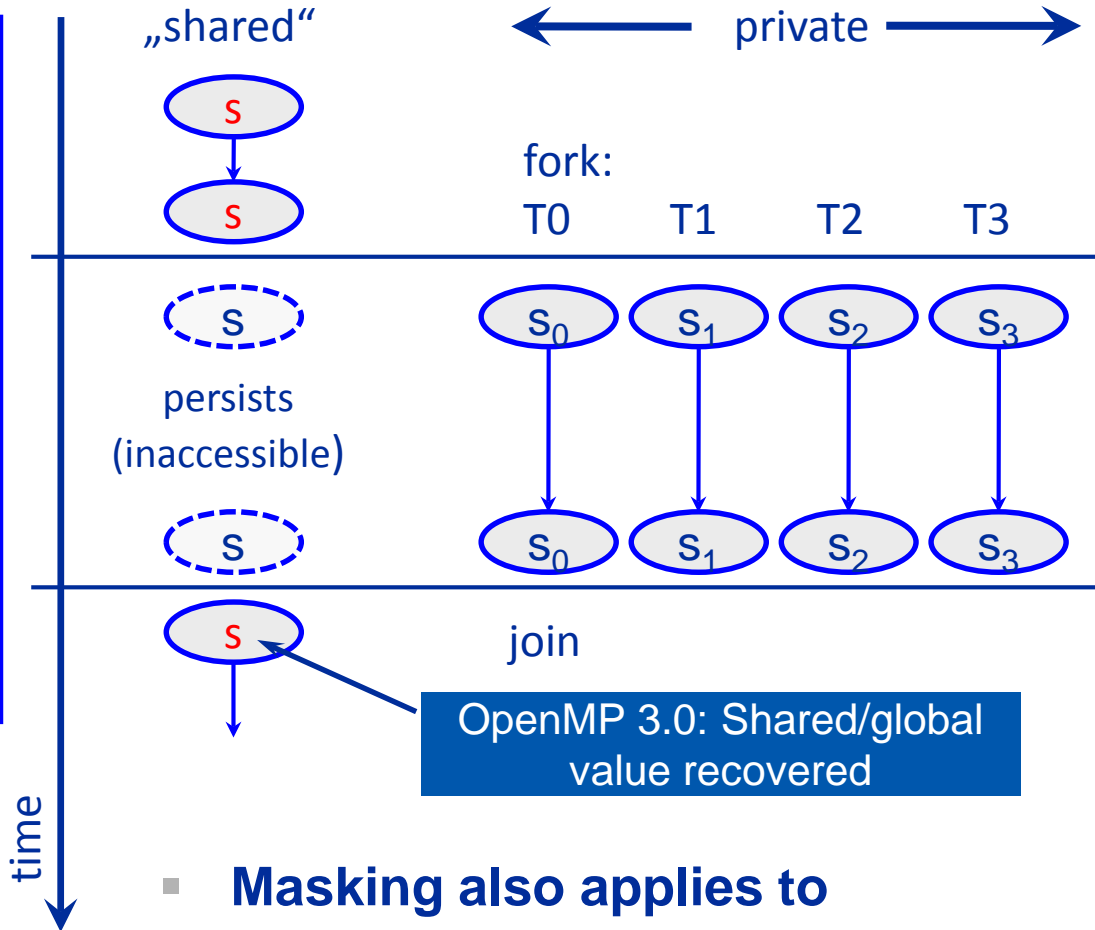 „shared“ private
s
fork:
s
T0 T1 T2 T3
s s₀ s₁ s₂ s₃
persists
(inaccessible)
s s₀ s₁ s₂ s₃
s
join
OpenMP 3.0: Shared/global
value recovered
time
▪ Masking also applies to